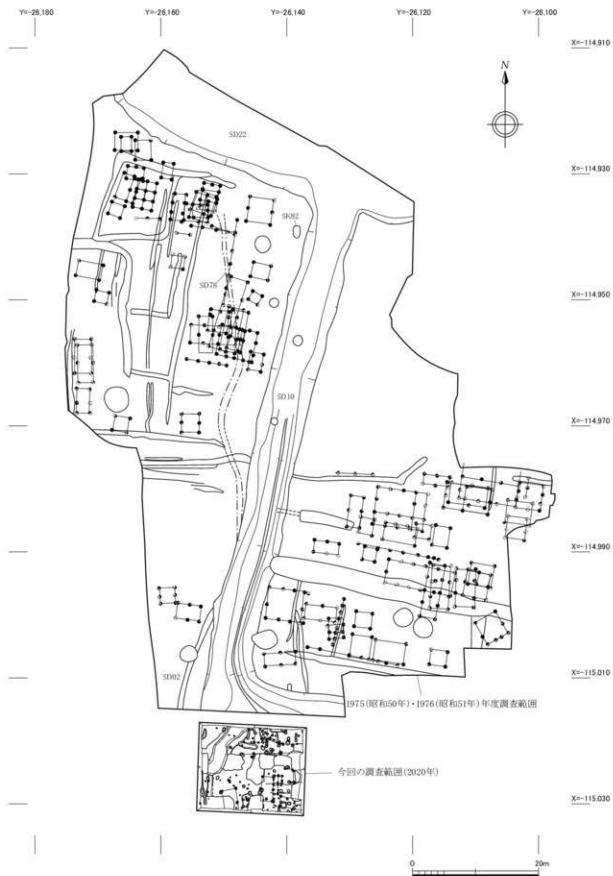 Y=-26,180 Y=-26,160 Y=-26,140 Y=-26,120 Y=-26,100
X=-114,910
N
SD22
X=-114,930
SK82
SD78
X=-114,950
SD10
X=-114,970
X=-114,990
SD02
X=-115,010
1975(昭和50年)・1976(昭和51年)年度調査範囲
今回の調査範囲(2020年)
X=-115,030
0 20m